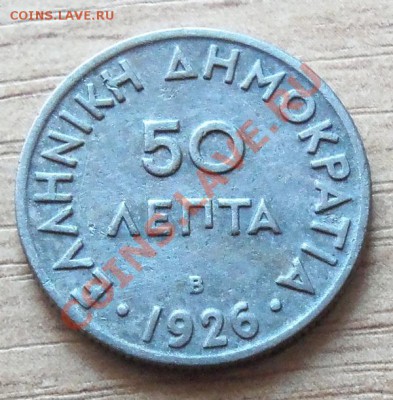 COINS.LAVE.RU
ΕΛΛΗΝΙΚΗ ΔΗΜΟΚΡΑΤΙΑ
50
ΛΕΠΤΑ
B
· 1926 ·
COINS.LAVE.RU